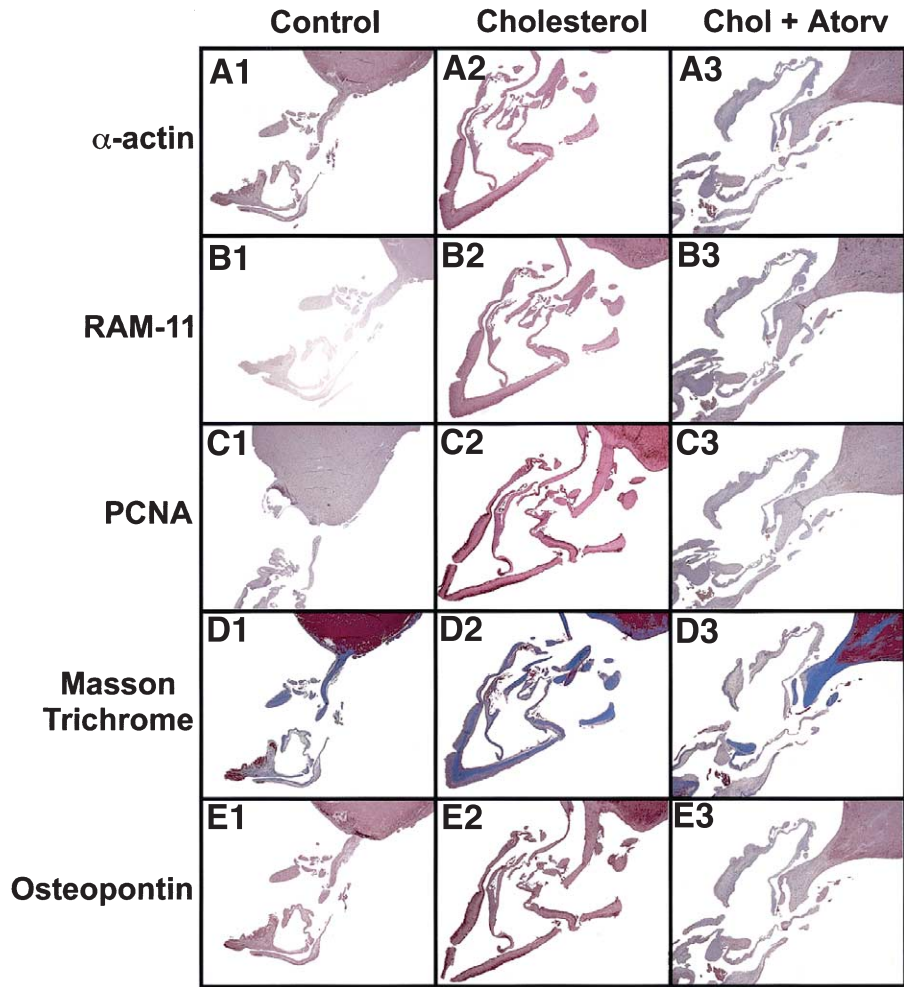 Control Cholesterol Chol + Atorv
α-actin A1 A2 A3
RAM-11 B1 B2 B3
PCNA C1 C2 C3
Masson
Trichrome
D1 D2 D3
Osteopontin E1 E2 E3